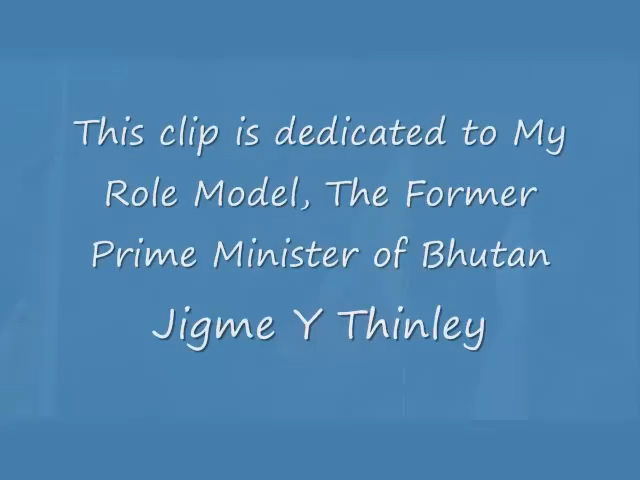 This clip is dedicated to My
Role Model, The Former
Prime Minister of Bhutan
Jigme Y Thinley